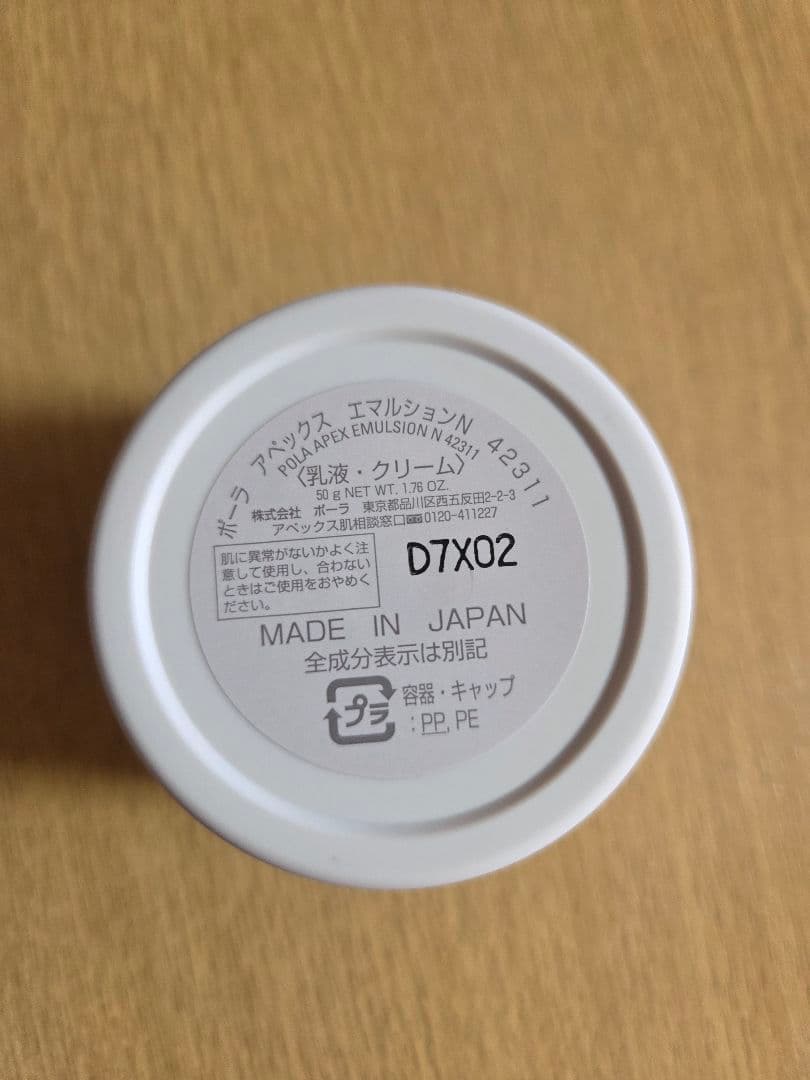 ポーラ アペックス エマルションN 42311
POLA APEX EMULSION N 42311
〈乳液・クリーム〉
50 g NET WT. 1.76 OZ.
株式会社 ポーラ 東京都品川区西五反田2-2-3
アペックス肌相談窓口 0120-411227
肌に異常がないかよく注
意して使用し、合わない
ときはご使用をおやめく
ださい。
D7X02
MADE IN JAPAN
全成分表示は別記
プラ 容器・キャップ
:PP, PE